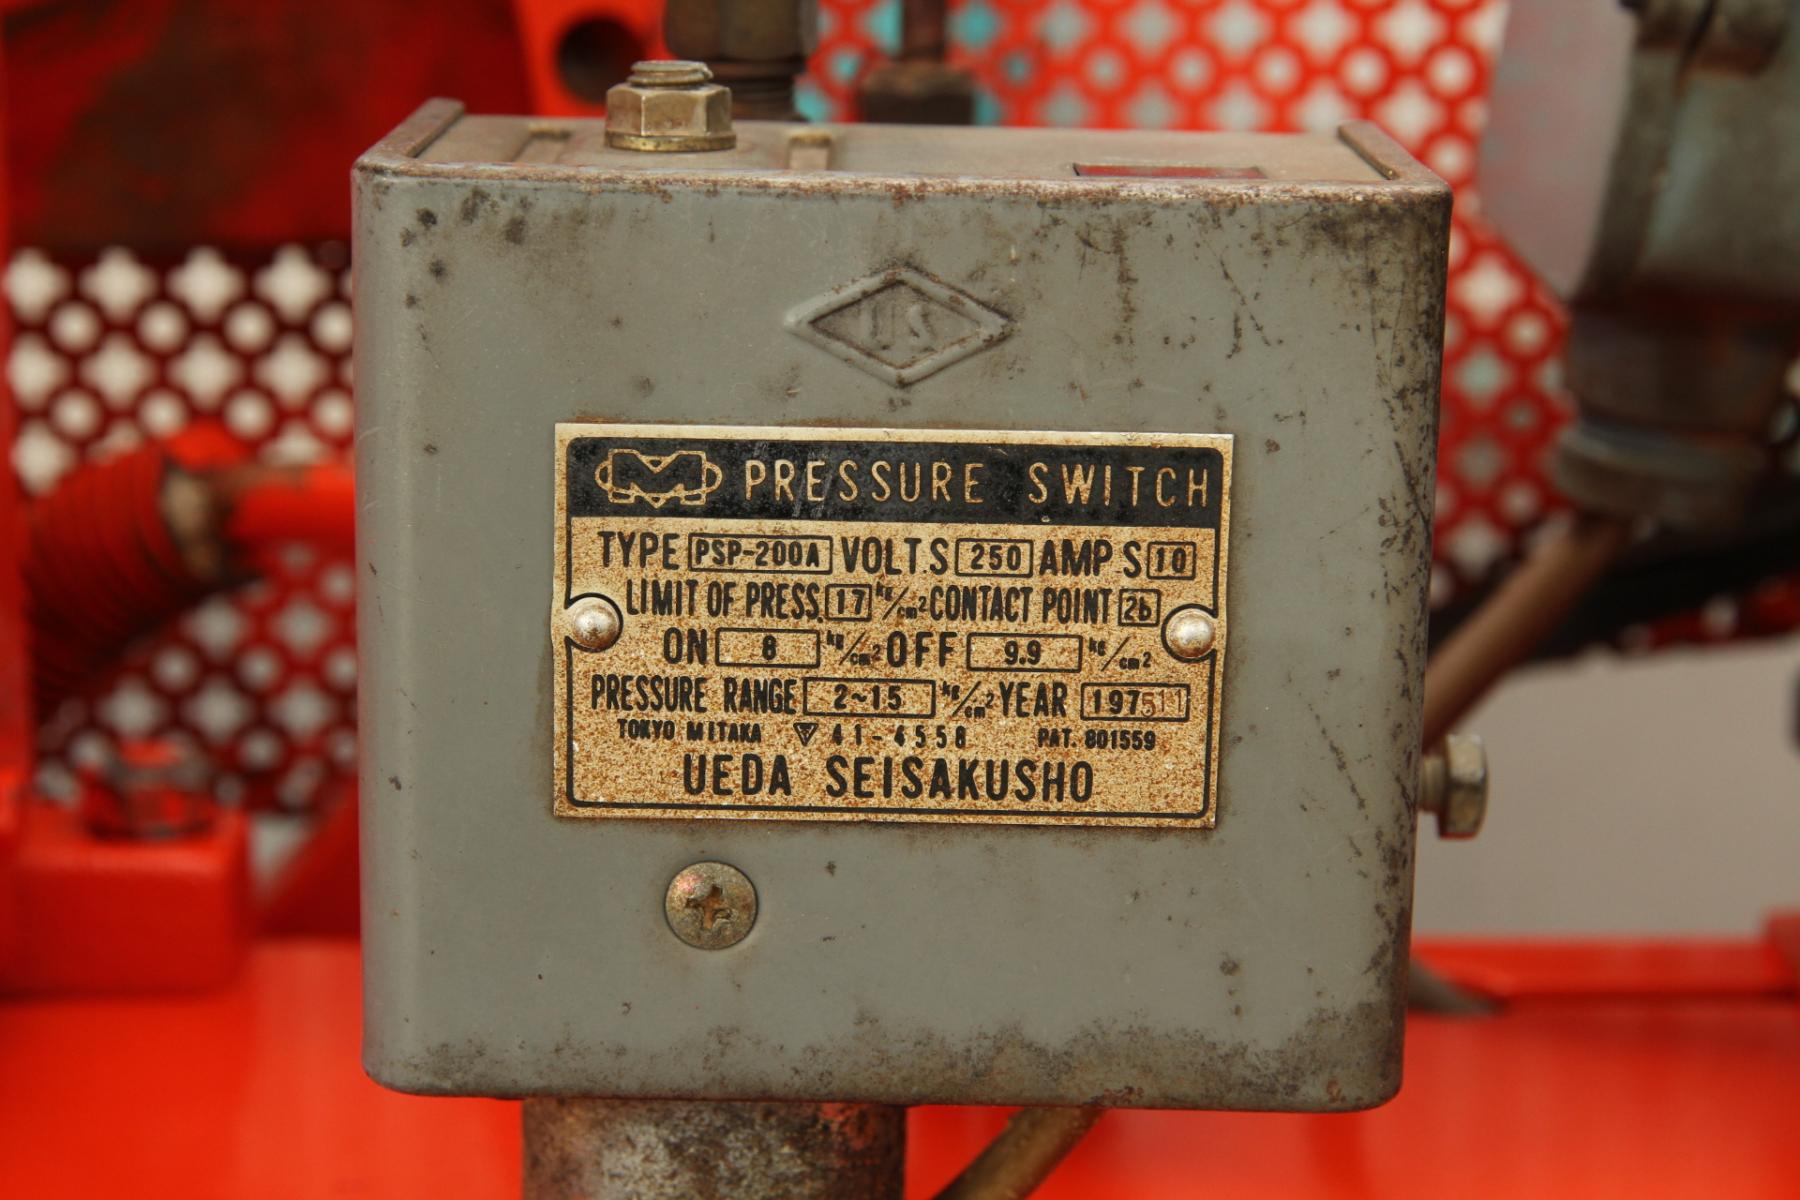 US
M PRESSURE SWITCH
TYPE PSP-200A VOLTS 250 AMPS 10
LIMIT OF PRESS. 17 kg/cm² CONTACT POINT 2b
ON 8 kg/cm² OFF 9.9 kg/cm²
PRESSURE RANGE 2~15 kg/cm² YEAR 197511
TOKYO MITAKA 41-4558 PAT. 801559
UEDA SEISAKUSHO